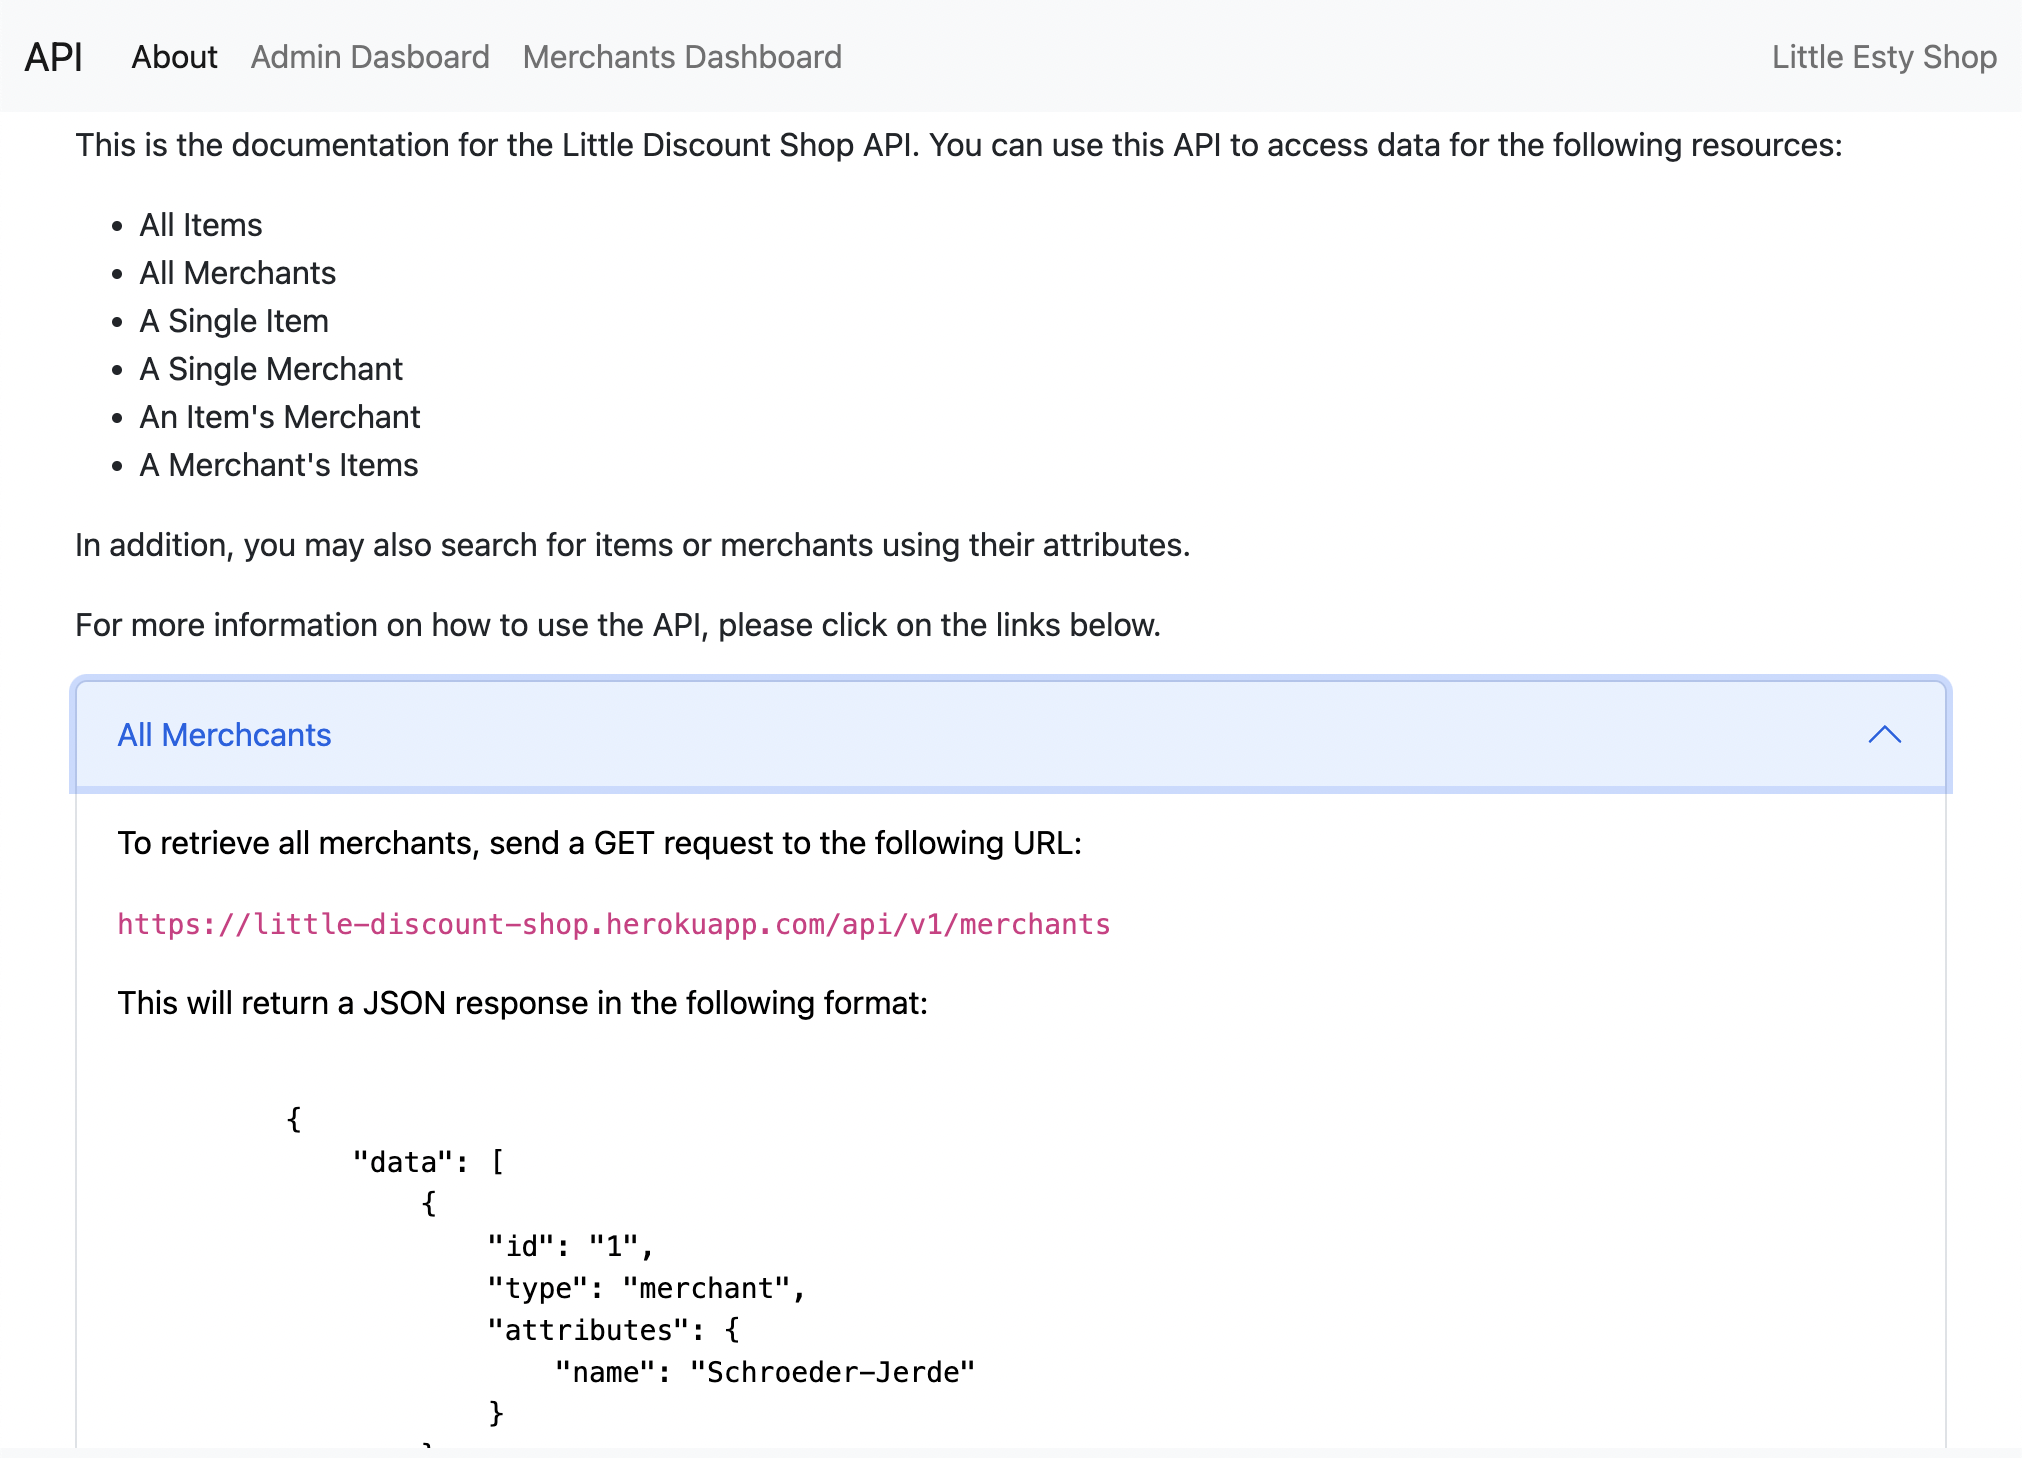 API About Admin Dasboard Merchants Dashboard Little Esty Shop
This is the documentation for the Little Discount Shop API. You can use this API to access data for the following resources:
• All Items
• All Merchants
• A Single Item
• A Single Merchant
• An Item's Merchant
• A Merchant's Items
In addition, you may also search for items or merchants using their attributes.
For more information on how to use the API, please click on the links below.
All Merchcants
To retrieve all merchants, send a GET request to the following URL:
https://little-discount-shop.herokuapp.com/api/v1/merchants
This will return a JSON response in the following format:
{
"data": [
{
"id": "1",
"type": "merchant",
"attributes": {
"name": "Schroeder-Jerde"
}